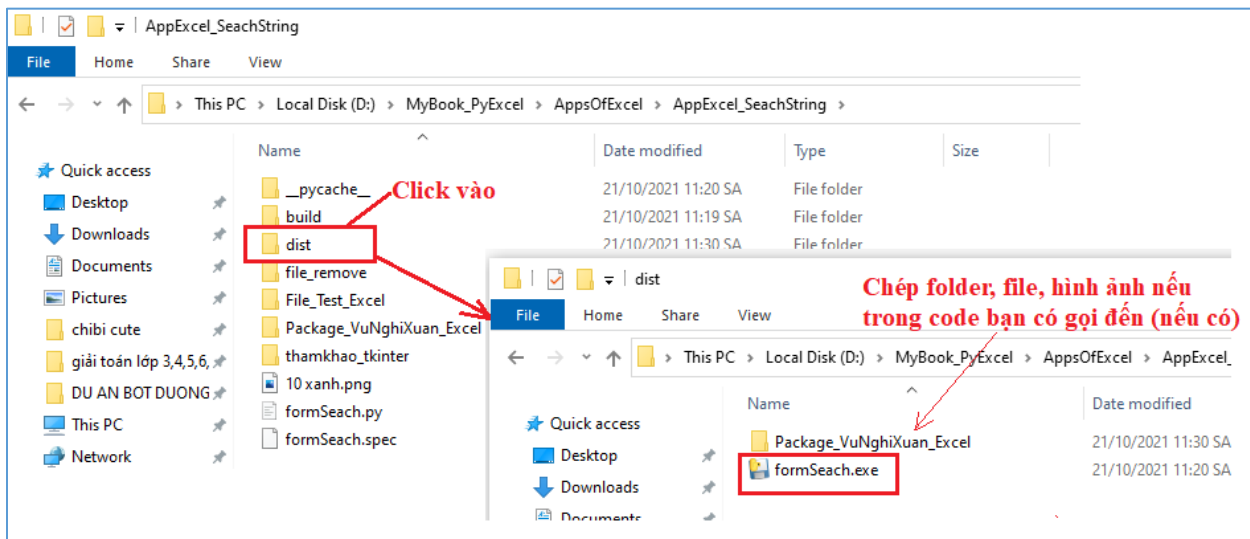 AppExcel_SeachString
File Home Share View
This PC > Local Disk (D:) > MyBook_PyExcel > AppsOfExcel > AppExcel_SeachString >
Name Date modified Type Size
Quick access
Desktop
Downloads
Documents
Pictures
chibi cute
giải toán lớp 3,4,5,6,
DU AN BOT DUONG
This PC
Network
__pycache__ 21/10/2021 11:20 SA File folder
build 21/10/2021 11:19 SA File folder
dist 21/10/2021 11:30 SA File folder
file_remove
File_Test_Excel
Package_VuNghiXuan_Excel
thamkhao_tkinter
10 xanh.png
formSeach.py
formSeach.spec
Click vào
dist
File Home Share View
Chép folder, file, hình ảnh nếu
trong code bạn có gọi đến (nếu có)
This PC > Local Disk (D:) > MyBook_PyExcel > AppsOfExcel > AppExcel_
Name Date modified
Quick access
Desktop
Downloads
Documents
Package_VuNghiXuan_Excel 21/10/2021 11:30 SA
formSeach.exe 21/10/2021 11:20 SA